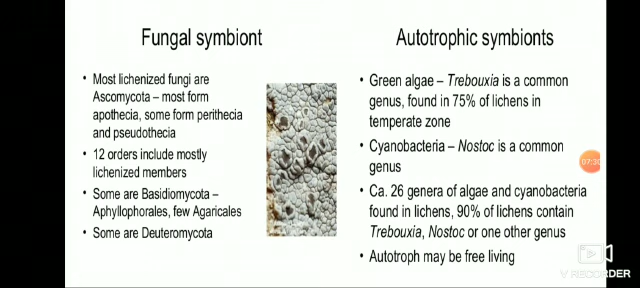 Fungal symbiont
• Most lichenized fungi are
Ascomycota – most form
apothecia, some form perithecia
and pseudothecia
• 12 orders include mostly
lichenized members
• Some are Basidiomycota –
Aphyllophorales, few Agaricales
• Some are Deuteromycota
Autotrophic symbionts
• Green algae – Trebouxia is a common
genus, found in 75% of lichens in
temperate zone
• Cyanobacteria – Nostoc is a common
genus
• Ca. 26 genera of algae and cyanobacteria
found in lichens, 90% of lichens contain
Trebouxia, Nostoc or one other genus
• Autotroph may be free living
07:30
V RECORDER